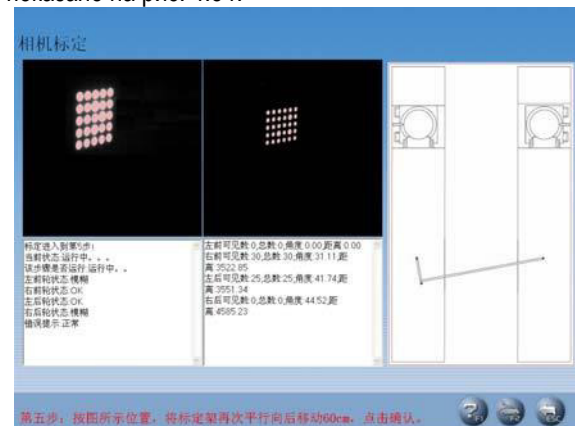 показано на рис. 4.34.
相机标定
标定进入到第5步!
当前状态:运行中。。。
该步骤是否运行:运行中。。
左前轮状态:模糊
右前轮状态:OK
左后轮状态:OK
右后轮状态:模糊
错误提示:正常
左前可见数:0,总数:0,角度:0.00,距离:0.00
右前可见数:30,总数:30,角度:31.11,距
离:3522.85
左后可见数:25,总数:25,角度:41.74,距
离:3551.34
右后可见数:0,总数:0,角度:44.52,距
离:4585.23
第五步:按图所示位置,将标定架再次平行向后移动60cm。点击确认。